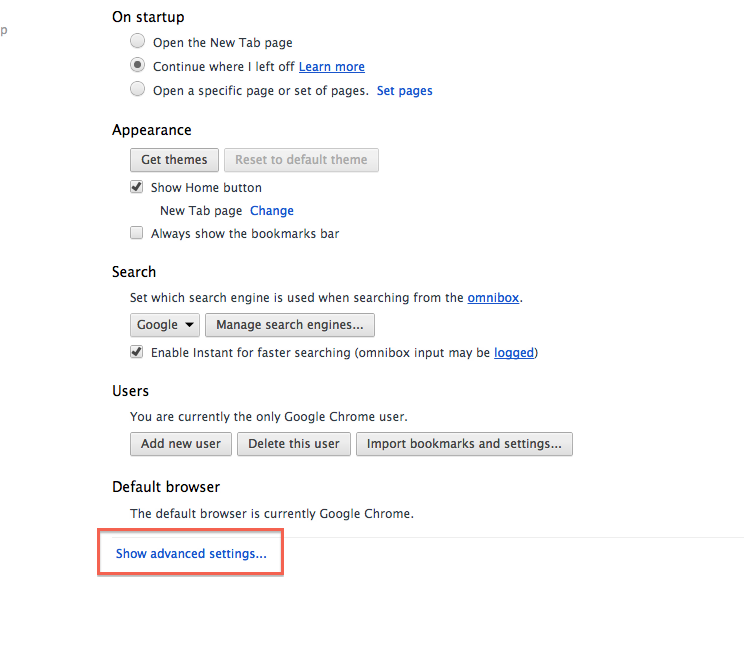 On startup
p
Open the New Tab page
Continue where I left off Learn more
Open a specific page or set of pages. Set pages
Appearance
Get themes Reset to default theme
Show Home button
New Tab page Change
Always show the bookmarks bar
Search
Set which search engine is used when searching from the omnibox.
Google Manage search engines...
Enable Instant for faster searching (omnibox input may be logged)
Users
You are currently the only Google Chrome user.
Add new user Delete this user Import bookmarks and settings...
Default browser
The default browser is currently Google Chrome.
Show advanced settings...